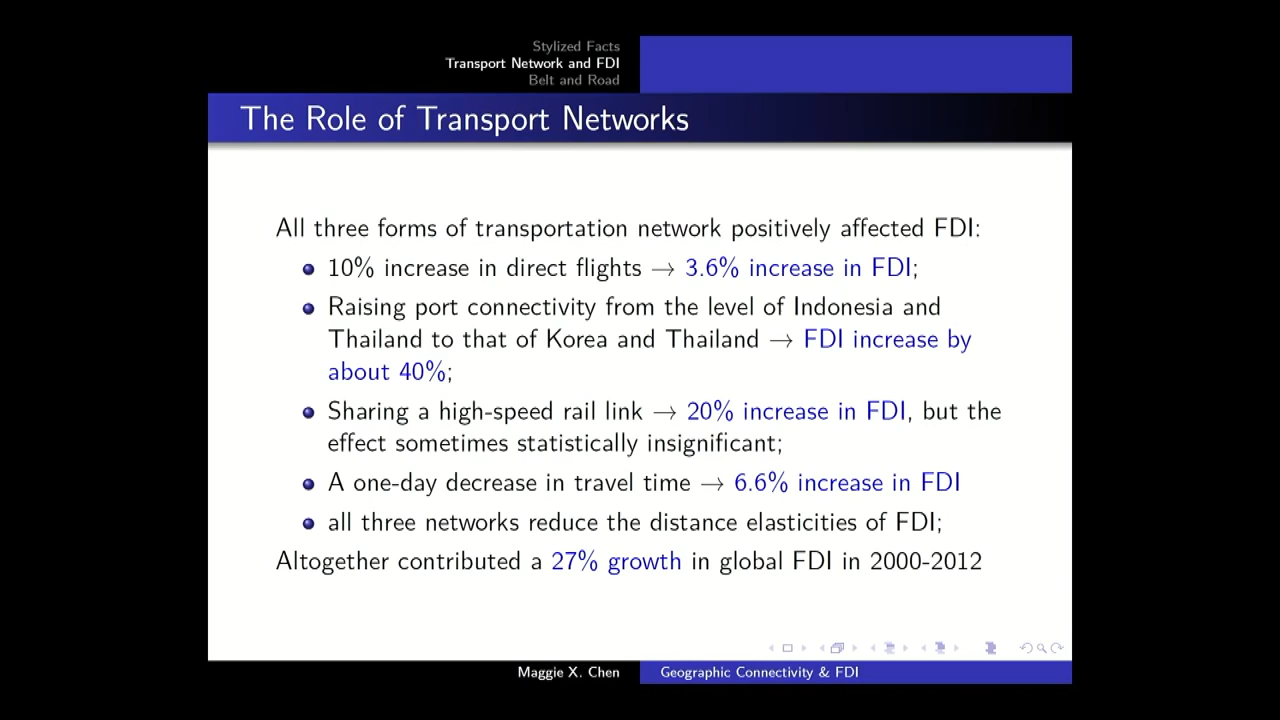 Stylized Facts
Transport Network and FDI
Belt and Road
The Role of Transport Networks
All three forms of transportation network positively affected FDI:
10% increase in direct flights → 3.6% increase in FDI;
Raising port connectivity from the level of Indonesia and
Thailand to that of Korea and Thailand → FDI increase by
about 40%;
Sharing a high-speed rail link → 20% increase in FDI, but the
effect sometimes statistically insignificant;
A one-day decrease in travel time → 6.6% increase in FDI
all three networks reduce the distance elasticities of FDI;
Altogether contributed a 27% growth in global FDI in 2000-2012
Maggie X. Chen
Geographic Connectivity & FDI